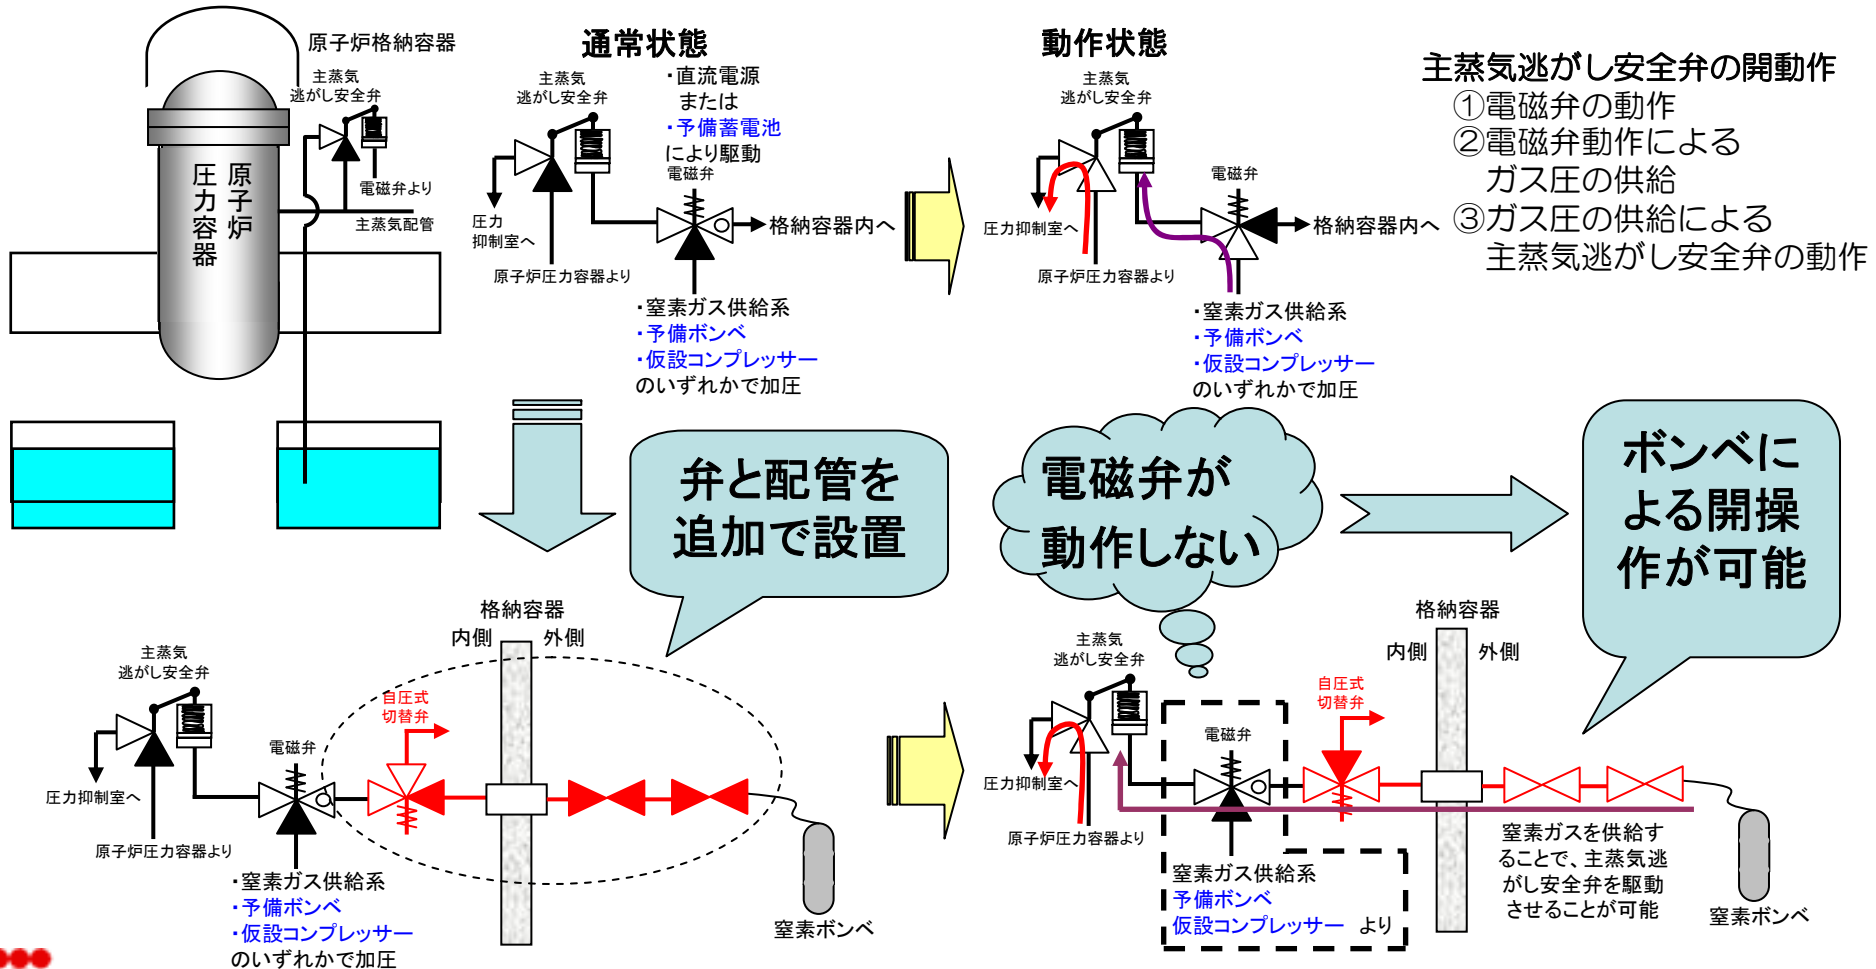 原子炉格納容器
主蒸気
逃がし安全弁
原子炉
圧力容器
電磁弁より
主蒸気配管
通常状態
主蒸気
逃がし安全弁
・直流電源
または
・予備蓄電池
により駆動
電磁弁
圧力
抑制室へ
格納容器内へ
原子炉圧力容器より
・窒素ガス供給系
・予備ボンベ
・仮設コンプレッサー
のいずれかで加圧
動作状態
主蒸気
逃がし安全弁
電磁弁
圧力抑制室へ
格納容器内へ
原子炉圧力容器より
・窒素ガス供給系
・予備ボンベ
・仮設コンプレッサー
のいずれかで加圧
主蒸気逃がし安全弁の開動作
①電磁弁の動作
②電磁弁動作による
ガス圧の供給
③ガス圧の供給による
主蒸気逃がし安全弁の動作
弁と配管を
追加で設置
電磁弁が
動作しない
ボンベに
よる開操
作が可能
格納容器
内側 外側
主蒸気
逃がし安全弁
自圧式
切替弁
電磁弁
圧力抑制室へ
原子炉圧力容器より
・窒素ガス供給系
・予備ボンベ
・仮設コンプレッサー
のいずれかで加圧
窒素ボンベ
格納容器
内側 外側
主蒸気
逃がし安全弁
自圧式
切替弁
電磁弁
圧力抑制室へ
原子炉圧力容器より
窒素ガス供給系
予備ボンベ
仮設コンプレッサー より
窒素ガスを供給す
ることで、主蒸気逃
がし安全弁を駆動
させることが可能
窒素ボンベ